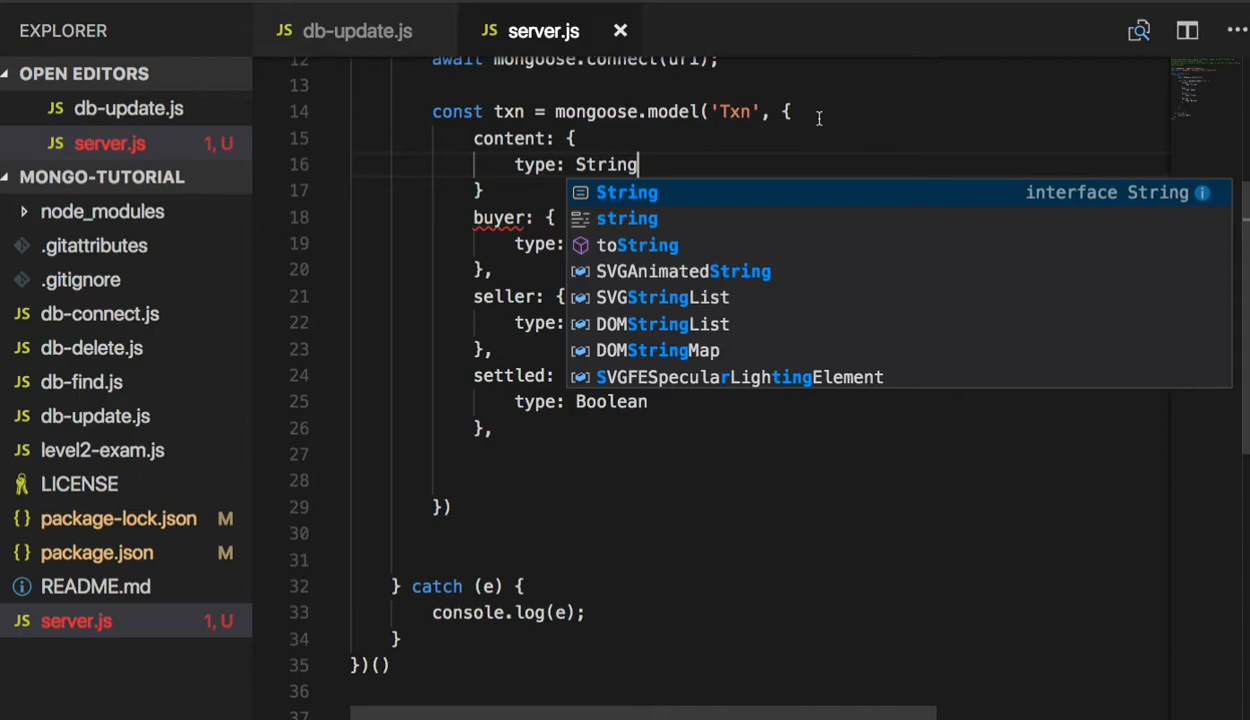 EXPLORER
JS db-update.js
JS server.js ×
OPEN EDITORS
JS db-update.js
JS server.js 1, U
MONGO-TUTORIAL
node_modules
.gitattributes
.gitignore
JS db-connect.js
JS db-delete.js
JS db-find.js
JS db-update.js
JS level2-exam.js
LICENSE
{} package-lock.json M
{} package.json M
README.md
JS server.js 1, U
12 await mongoose.connect(uri);
13
14 const txn = mongoose.model('Txn', {
15 content: {
16 type: String
17 }
18 buyer: {
19 type:
20 },
21 seller: {
22 type:
23 },
24 settled:
25 type: Boolean
26 },
27
28
29 })
30
31
32 } catch (e) {
33 console.log(e);
34 }
35 })()
36
37
String interface String
string
toString
SVGAnimatedString
SVGStringList
DOMStringList
DOMStringMap
SVGFESpecularLightingElement